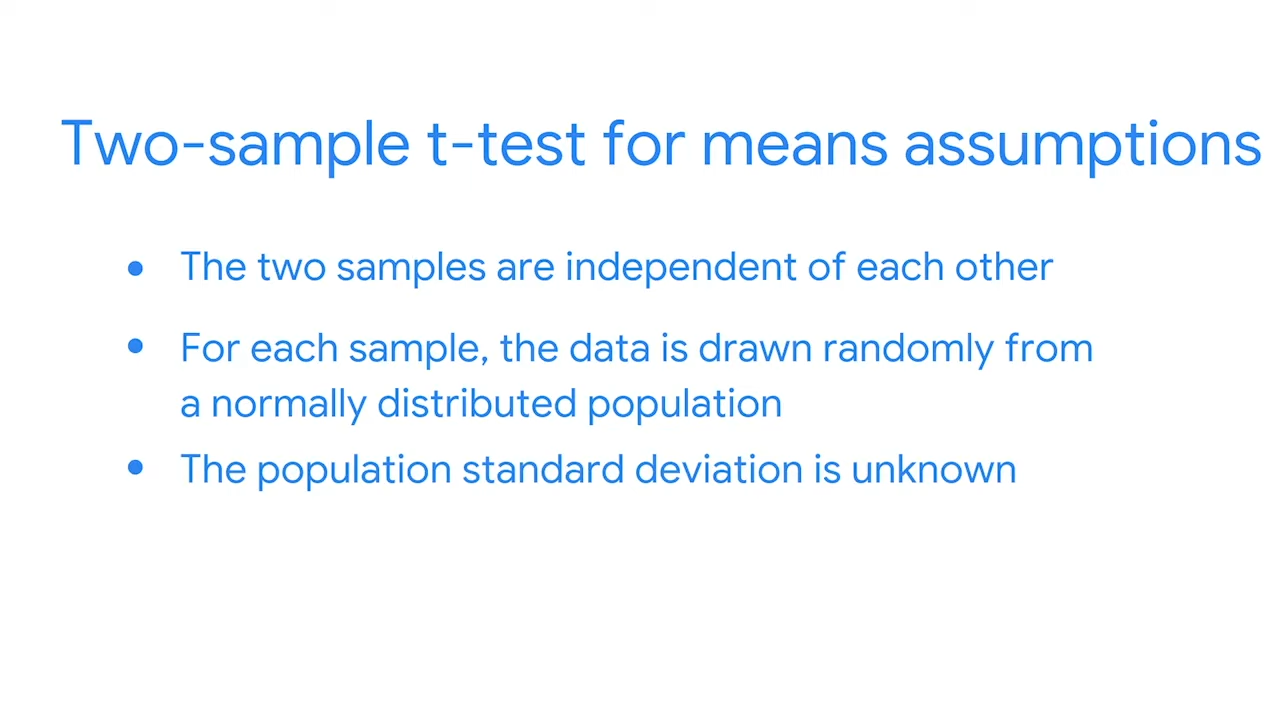 Two-sample t-test for means assumptions
• The two samples are independent of each other
• For each sample, the data is drawn randomly from
a normally distributed population
• The population standard deviation is unknown